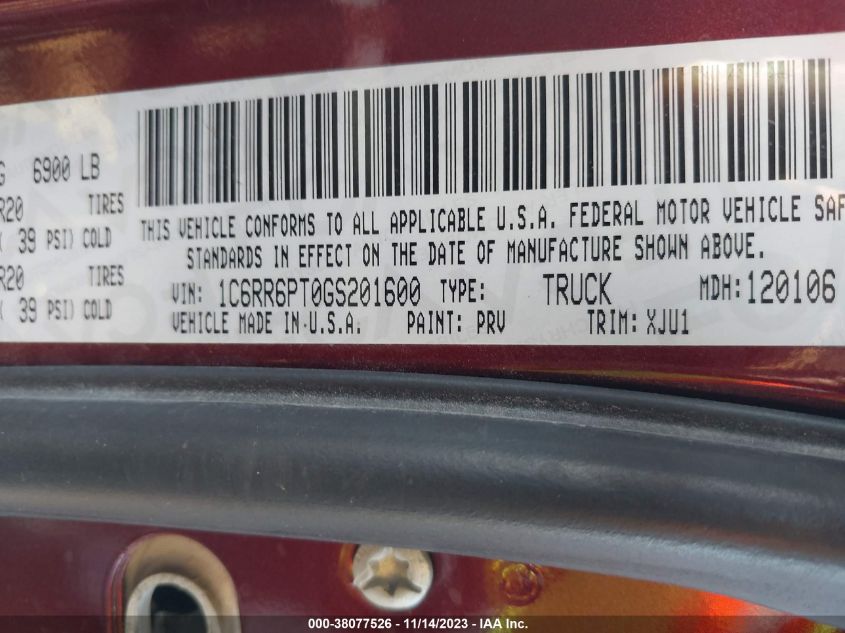 G 6900 LB
R20 TIRES
( 39 PSI) COLD
R20 TIRES
( 39 PSI) COLD
THIS VEHICLE CONFORMS TO ALL APPLICABLE U.S.A. FEDERAL MOTOR VEHICLE SAF
STANDARDS IN EFFECT ON THE DATE OF MANUFACTURE SHOWN ABOVE.
VIN: 1C6RR6PT0GS201600 TYPE: TRUCK MDH:120106
VEHICLE MADE IN U.S.A. PAINT: PRV TRIM: XJU1
000-38077526 - 11/14/2023 - IAA Inc.